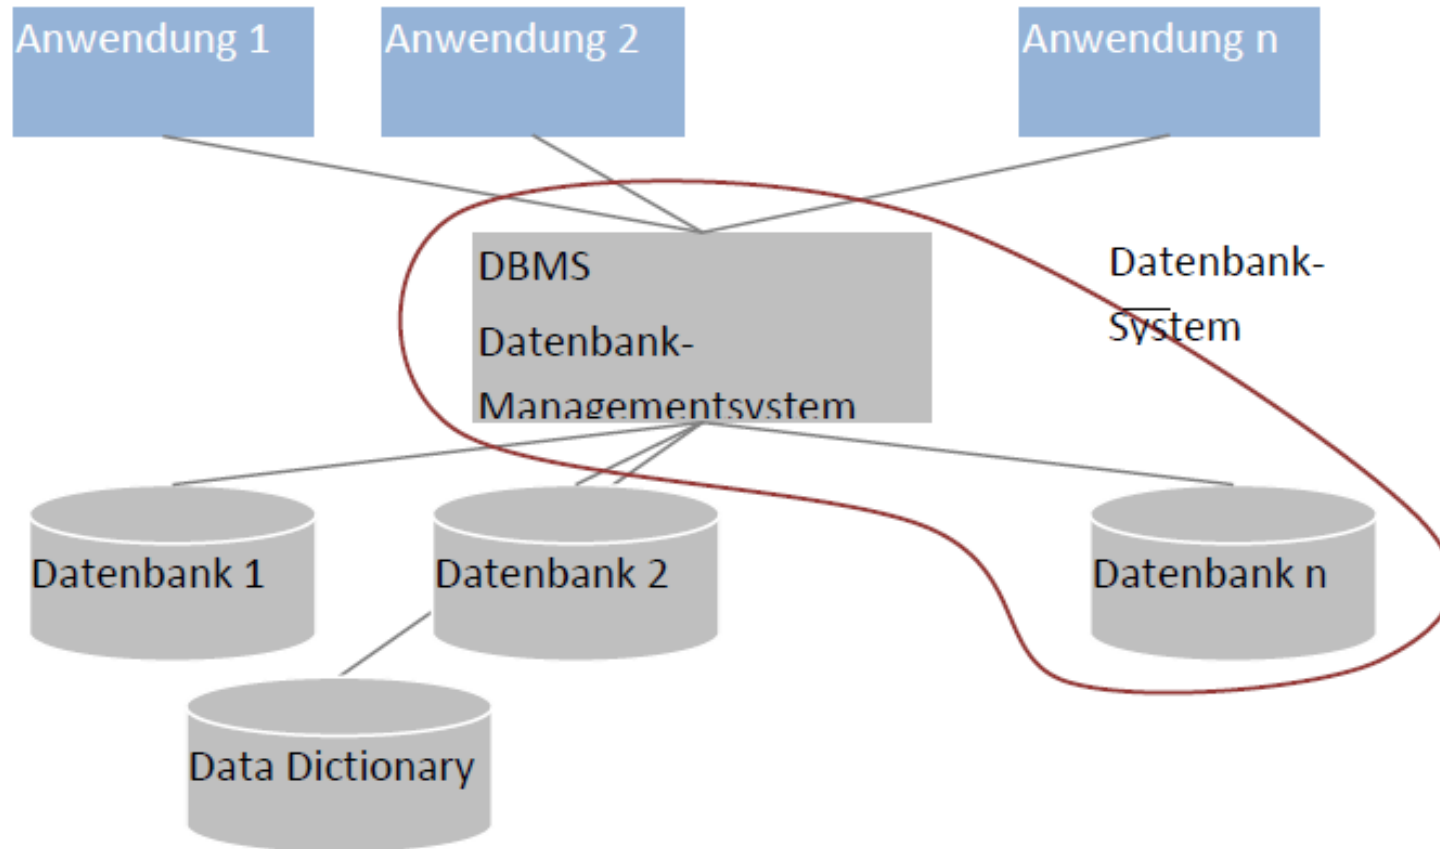 Anwendung 1
Anwendung 2
Anwendung n
DBMS
Datenbank-
Managementsystem
Datenbank-
System
Datenbank 1
Datenbank 2
Datenbank n
Data Dictionary